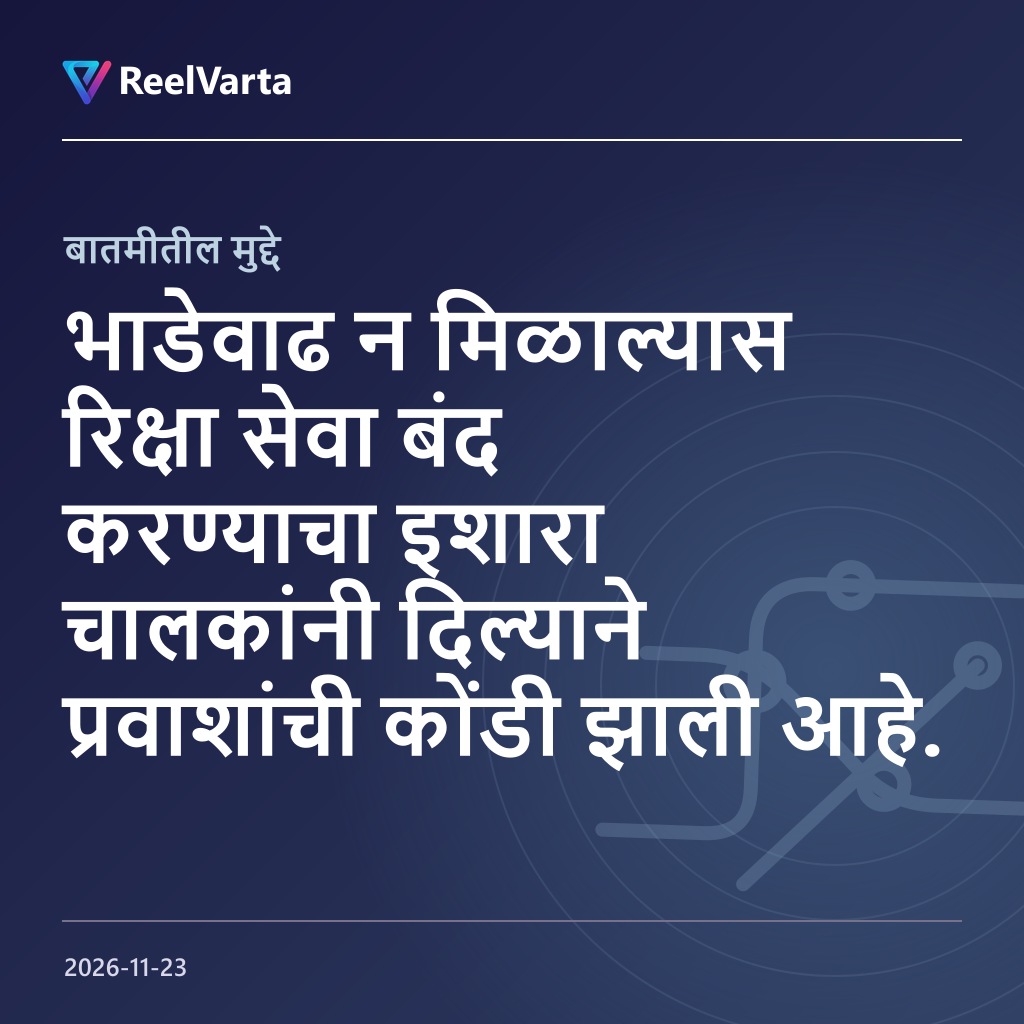 ReelVarta
बातमीतील मुद्दे
भाडेवाढ न मिळाल्यास
रिक्षा सेवा बंद
करण्याचा इशारा
चालकांनी दिल्याने
प्रवाशांची कोंडी झाली आहे.
2026-11-23